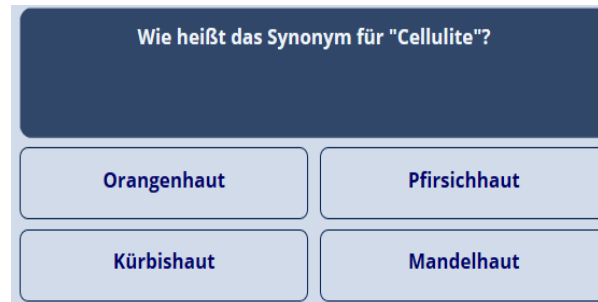 Wie heißt das Synonym für "Cellulite"?
Orangenhaut
Pfirsichhaut
Kürbishaut
Mandelhaut